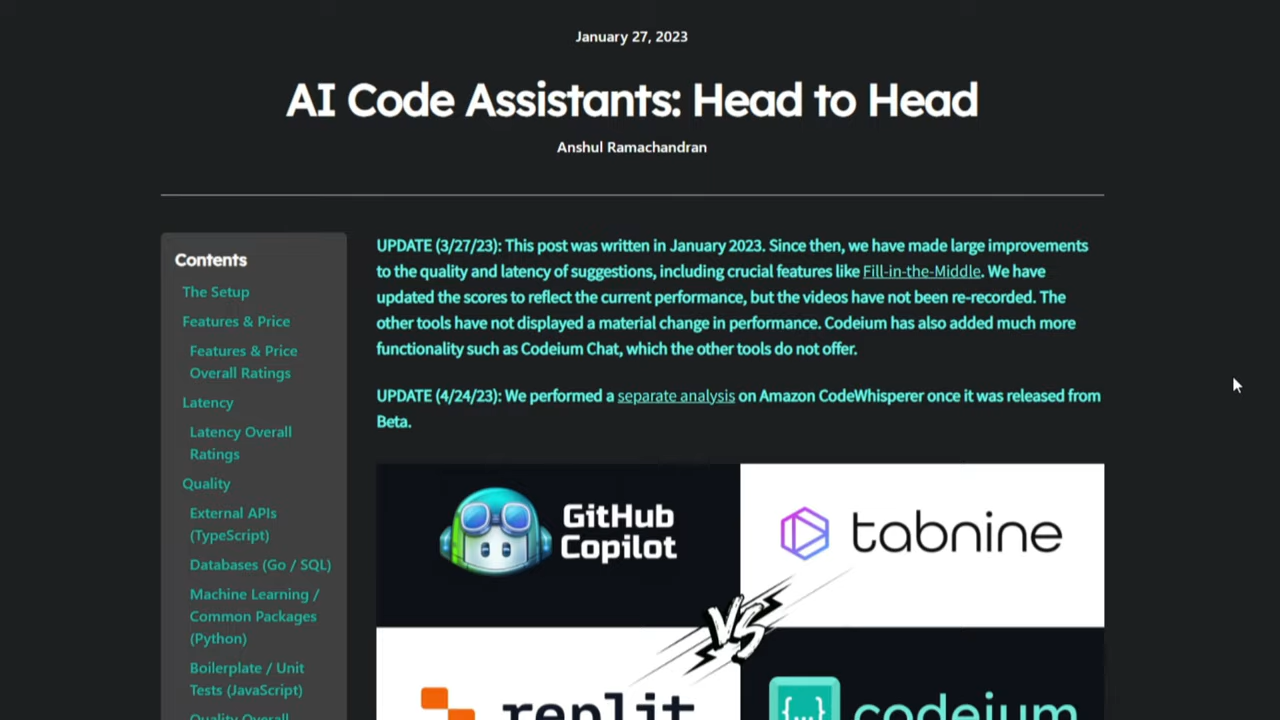 January 27, 2023
AI Code Assistants: Head to Head
Anshul Ramachandran
Contents
The Setup
Features & Price
Features & Price
Overall Ratings
Latency
Latency Overall
Ratings
Quality
External APIs
(TypeScript)
Databases (Go / SQL)
Machine Learning /
Common Packages
(Python)
Boilerplate / Unit
Tests (JavaScript)
Quality Overall
UPDATE (3/27/23): This post was written in January 2023. Since then, we have made large improvements
to the quality and latency of suggestions, including crucial features like Fill-in-the-Middle. We have
updated the scores to reflect the current performance, but the videos have not been re-recorded. The
other tools have not displayed a material change in performance. Codeium has also added much more
functionality such as Codeium Chat, which the other tools do not offer.
UPDATE (4/24/23): We performed a separate analysis on Amazon CodeWhisperer once it was released from
Beta.
GitHub
Copilot
tabnine
VS
replit
{...} codeium